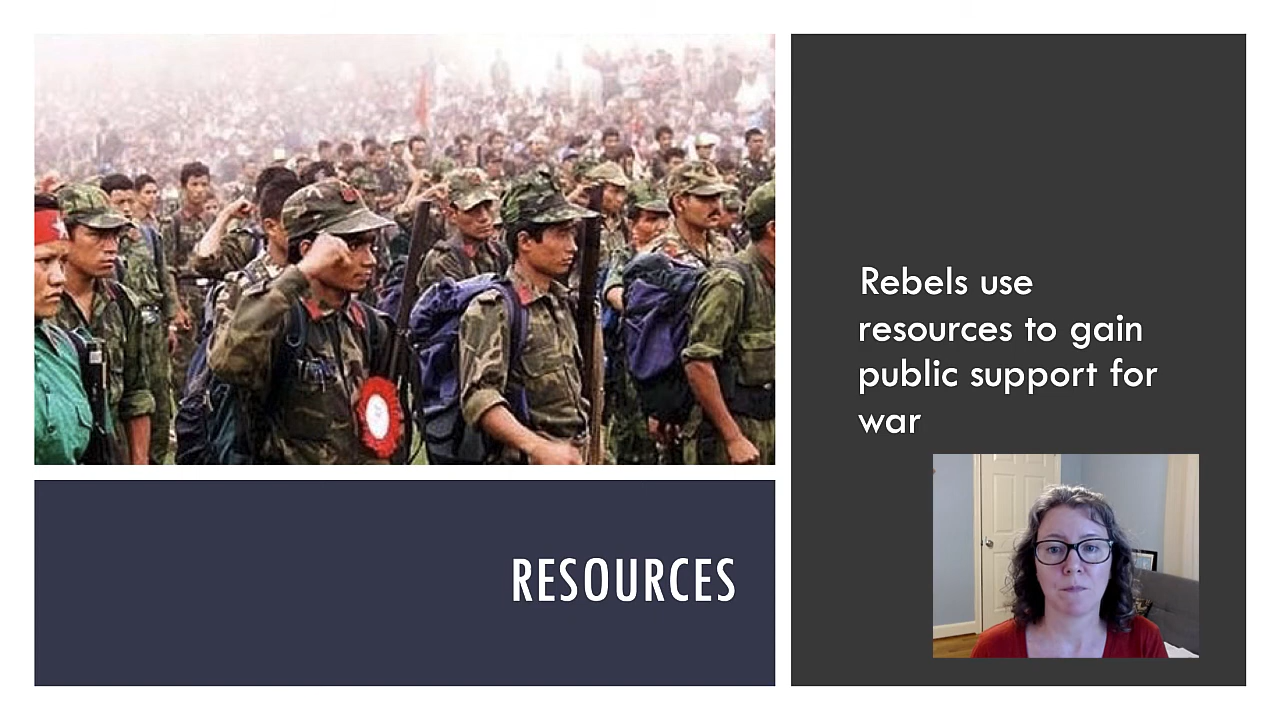 Rebels use
resources to gain
public support for
war
RESOURCES